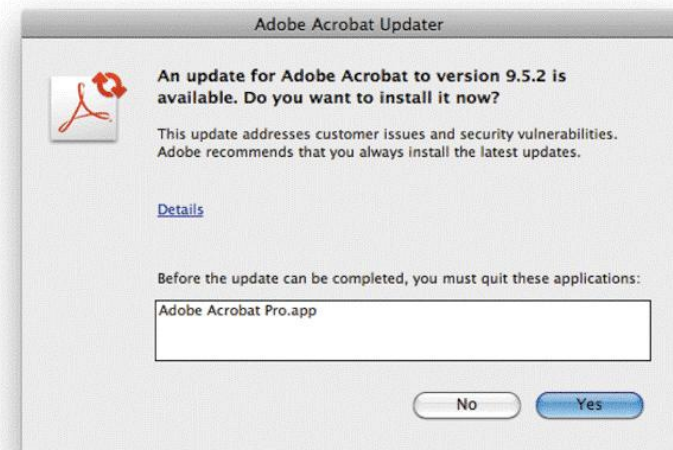 Adobe Acrobat Updater
An update for Adobe Acrobat to version 9.5.2 is
available. Do you want to install it now?
This update addresses customer issues and security vulnerabilities.
Adobe recommends that you always install the latest updates.
Details
Before the update can be completed, you must quit these applications:
Adobe Acrobat Pro.app
No Yes